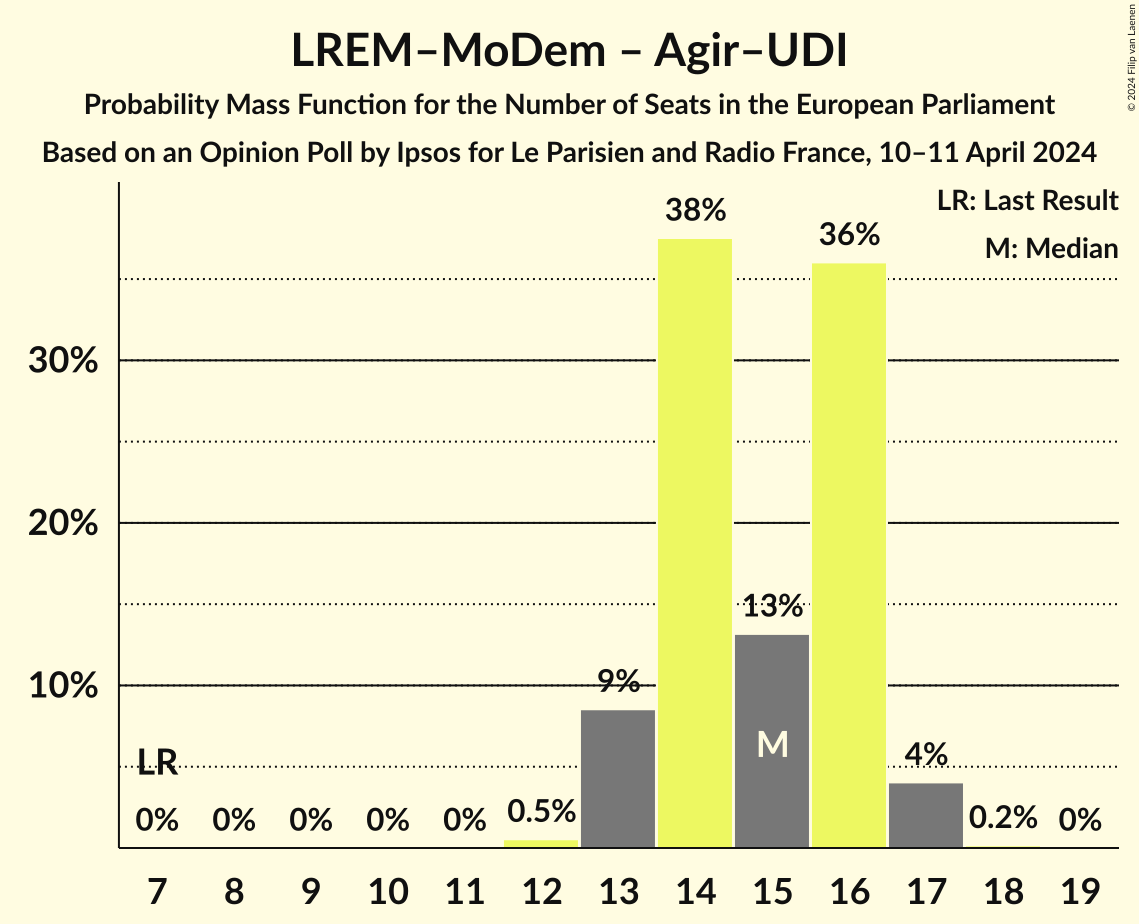 LREM–MoDem – Agir–UDI
Probability Mass Function for the Number of Seats in the European Parliament
Based on an Opinion Poll by Ipsos for Le Parisien and Radio France, 10–11 April 2024
© 2024 Filip van Laenen
LR: Last Result
M: Median
38%
36%
30%
20%
13%
10%
9%
M
LR
4%
0% 0% 0% 0% 0% 0.5% 0.2% 0%
7 8 9 10 11 12 13 14 15 16 17 18 19